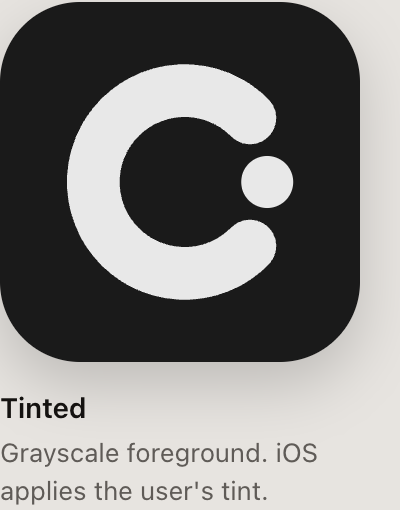 Tinted
Grayscale foreground. iOS
applies the user's tint.